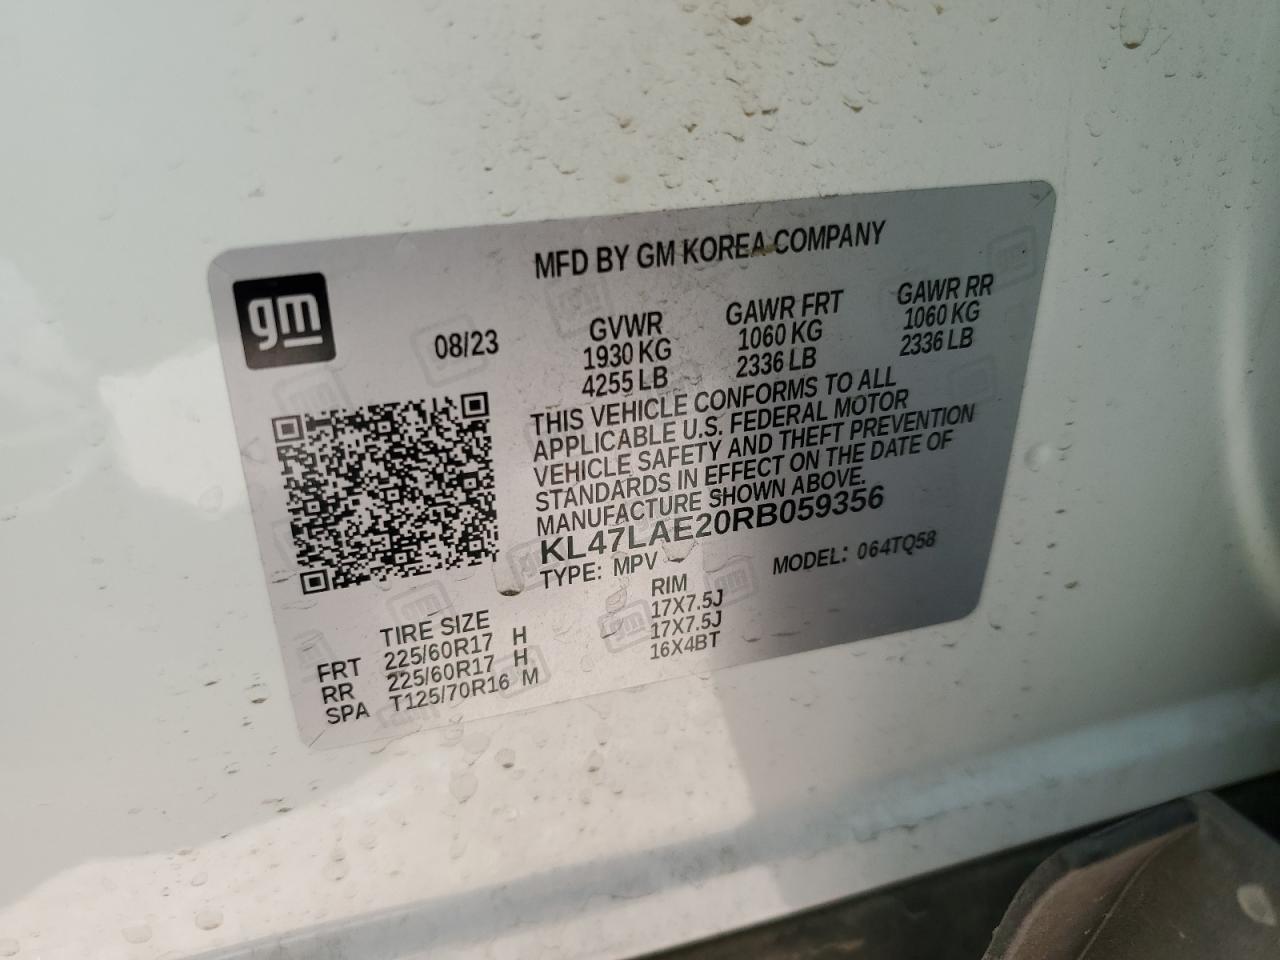 MFD BY GM KOREA COMPANY
gm
08/23
GVWR GAWR FRT GAWR RR
1930 KG 1060 KG 1060 KG
4255 LB 2336 LB 2336 LB
THIS VEHICLE CONFORMS TO ALL
APPLICABLE U.S. FEDERAL MOTOR
VEHICLE SAFETY AND THEFT PREVENTION
STANDARDS IN EFFECT ON THE DATE OF
MANUFACTURE SHOWN ABOVE.
KL47LAE20RB059356
TYPE: MPV MODEL: 064TQ58
TIRE SIZE RIM
FRT 225/60R17 H 17X7.5J
RR 225/60R17 H 17X7.5J
SPA T125/70R16 M 16X4BT